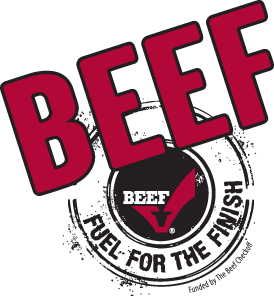 BEEF
BEEF
®
FUEL FOR THE FINISH
Funded by The Beef Checkoff